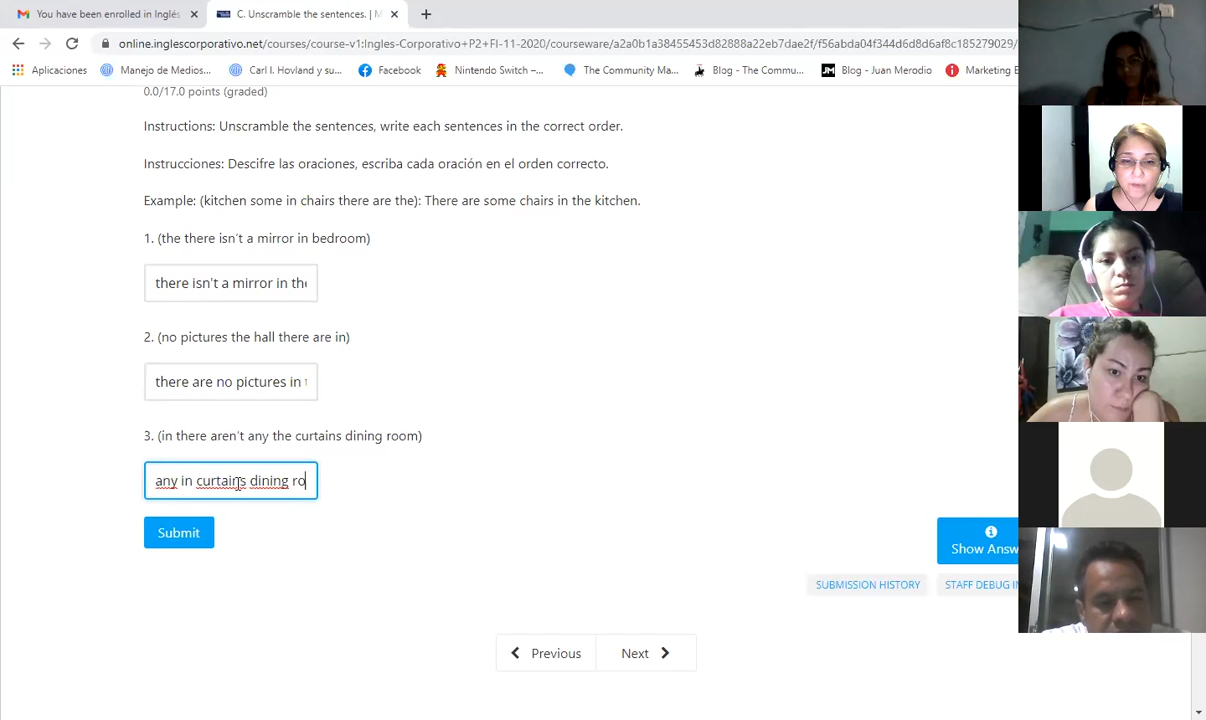 You have been enrolled in Inglés
C. Unscramble the sentences. | M
online.inglescorporativo.net/courses/course-v1:Ingles-Corporativo+P2+FI-11-2020/courseware/a2a0b1a38455453d82888a22eb7dae2f/f56abda04f344d6d8d6af8c185279029/
Aplicaciones
Manejo de Medios...
Carl I. Hovland y su...
Facebook
Nintendo Switch –...
The Community Ma...
Blog - The Commu...
Blog - Juan Merodio
Marketing E
0.0/17.0 points (graded)
Instructions: Unscramble the sentences, write each sentences in the correct order.
Instrucciones: Descifre las oraciones, escriba cada oración en el orden correcto.
Example: (kitchen some in chairs there are the): There are some chairs in the kitchen.
1. (the there isn’t a mirror in bedroom)
there isn't a mirror in the
2. (no pictures the hall there are in)
there are no pictures in t
3. (in there aren’t any the curtains dining room)
any in curtains dining ro
Submit
Show Answ
SUBMISSION HISTORY
STAFF DEBUG IN
Previous
Next